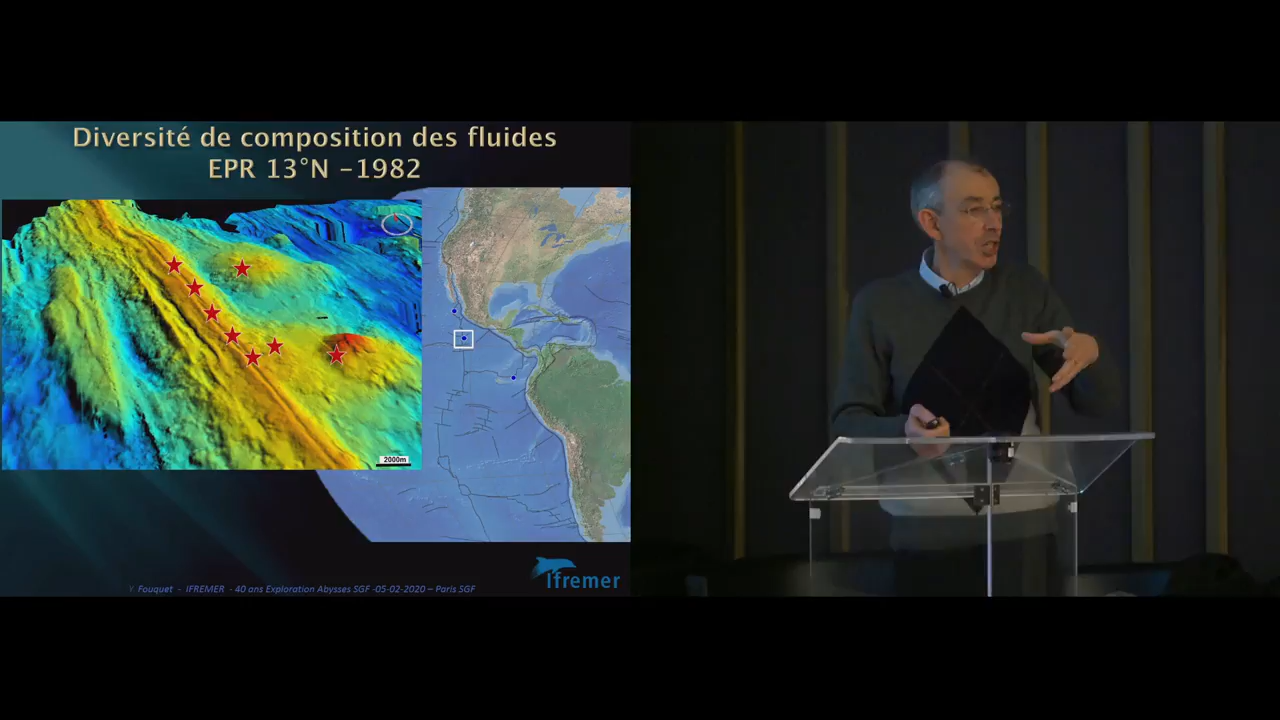 Diversité de composition des fluides
EPR 13°N –1982
2000m
Ifremer
Y. Fouquet - IFREMER - 40 ans Exploration Abysses SGF -05-02-2020 – Paris SGF